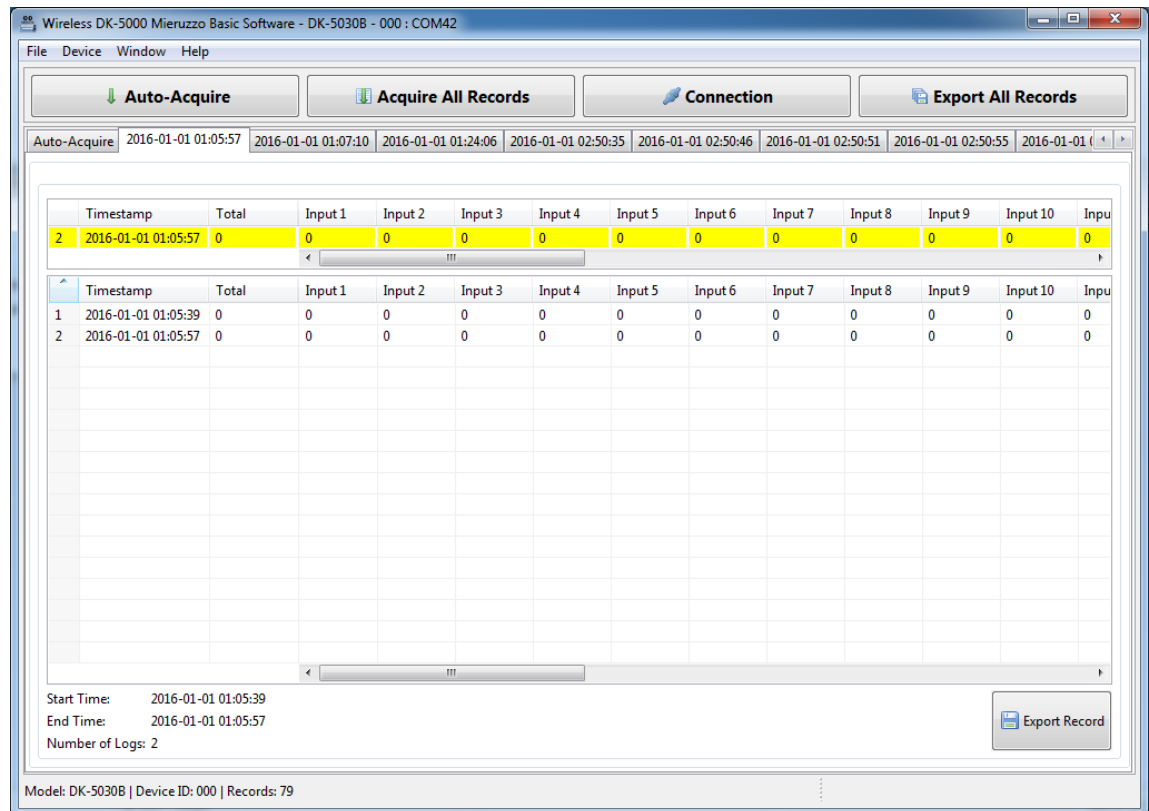 Wireless DK-5000 Mieruzzo Basic Software - DK-5030B - 000 : COM42
File Device Window Help
Auto-Acquire Acquire All Records Connection Export All Records
Auto-Acquire 2016-01-01 01:05:57 2016-01-01 01:07:10 2016-01-01 01:24:06 2016-01-01 02:50:35 2016-01-01 02:50:46 2016-01-01 02:50:51 2016-01-01 02:50:55 2016-01-01 (
Timestamp Total Input 1 Input 2 Input 3 Input 4 Input 5 Input 6 Input 7 Input 8 Input 9 Input 10 Inpu
2 2016-01-01 01:05:57 0 0 0 0 0 0 0 0 0 0 0 0
Timestamp Total Input 1 Input 2 Input 3 Input 4 Input 5 Input 6 Input 7 Input 8 Input 9 Input 10 Inpu
1 2016-01-01 01:05:39 0 0 0 0 0 0 0 0 0 0 0 0
2 2016-01-01 01:05:57 0 0 0 0 0 0 0 0 0 0 0 0
Start Time: 2016-01-01 01:05:39
End Time: 2016-01-01 01:05:57
Number of Logs: 2
Export Record
Model: DK-5030B | Device ID: 000 | Records: 79